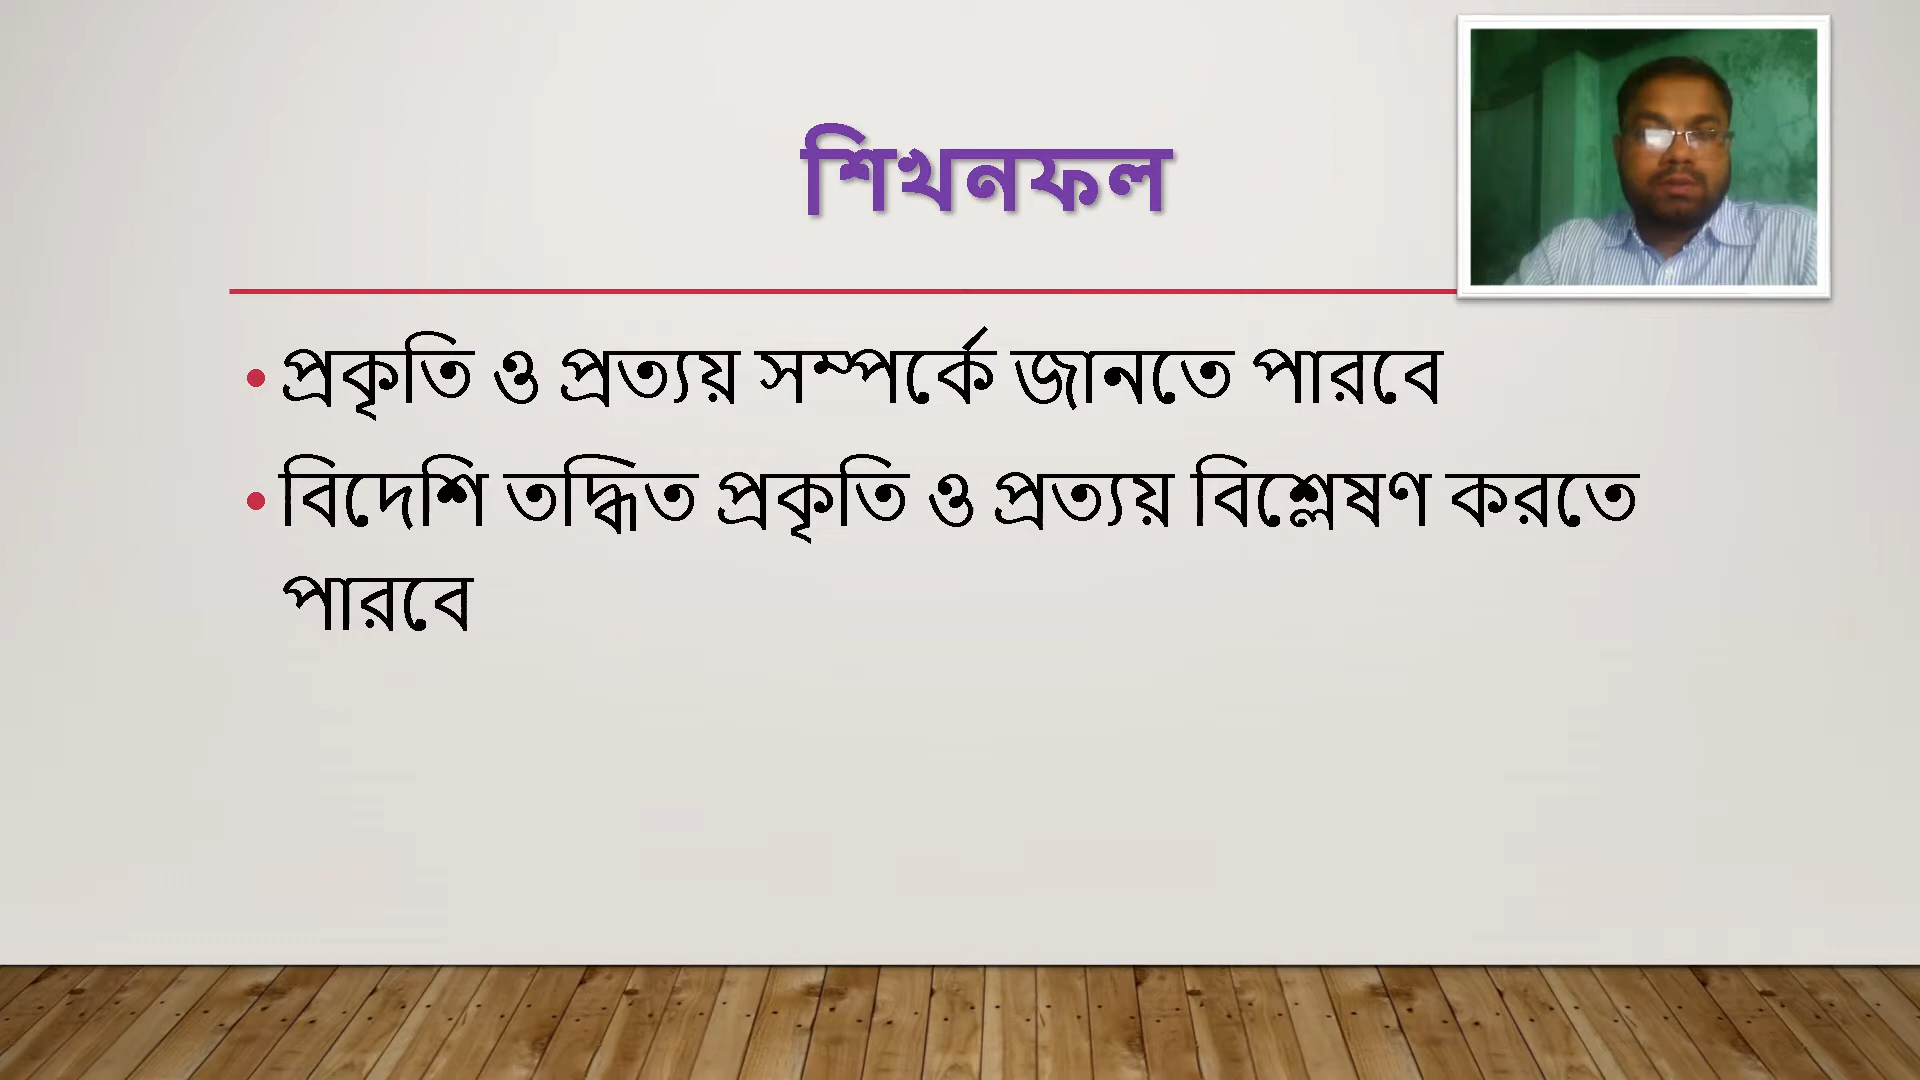 শিখনফল
• প্রকৃতি ও প্রত্যয় সম্পর্কে জানতে পারবে
• বিদেশি তদ্ধিত প্রকৃতি ও প্রত্যয় বিশ্লেষণ করতে
পারবে